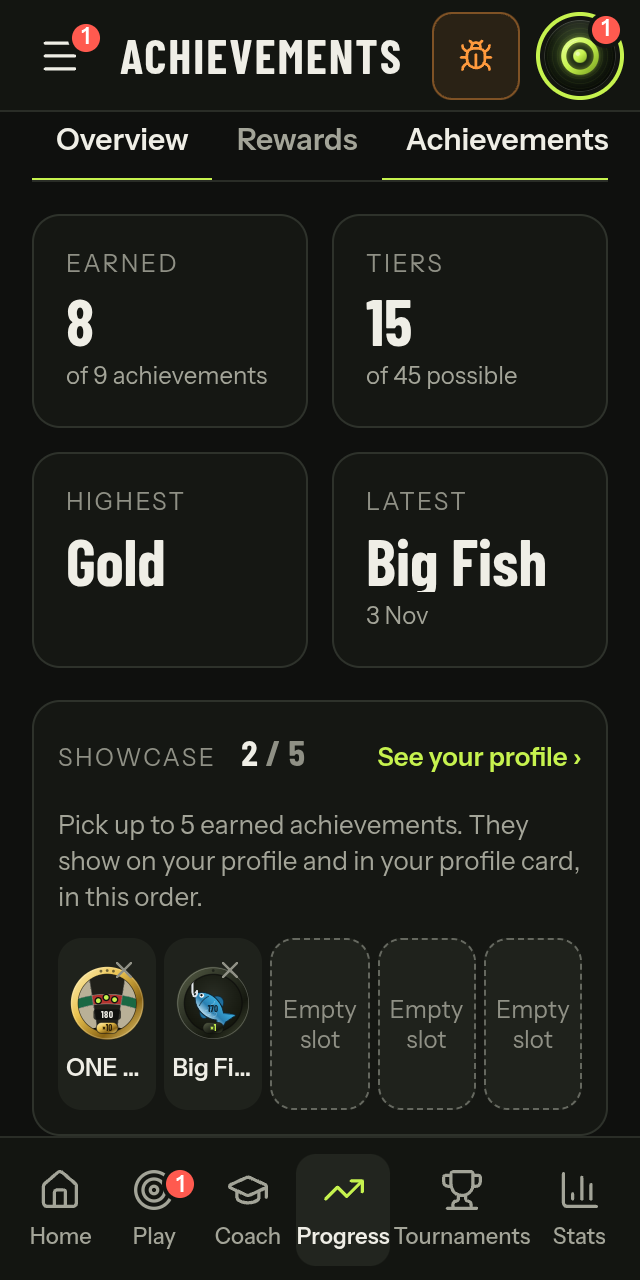 1
ACHIEVEMENTS
1
Overview
Rewards
Achievements
EARNED
8
of 9 achievements
TIERS
15
of 45 possible
HIGHEST
Gold
LATEST
Big Fish
3 Nov
SHOWCASE 2 / 5
See your profile ›
Pick up to 5 earned achievements. They
show on your profile and in your profile card,
in this order.
180
×10
ONE ...
170
×1
Big Fi...
Empty
slot
Empty
slot
Empty
slot
Home
1
Play
Coach
Progress
Tournaments
Stats